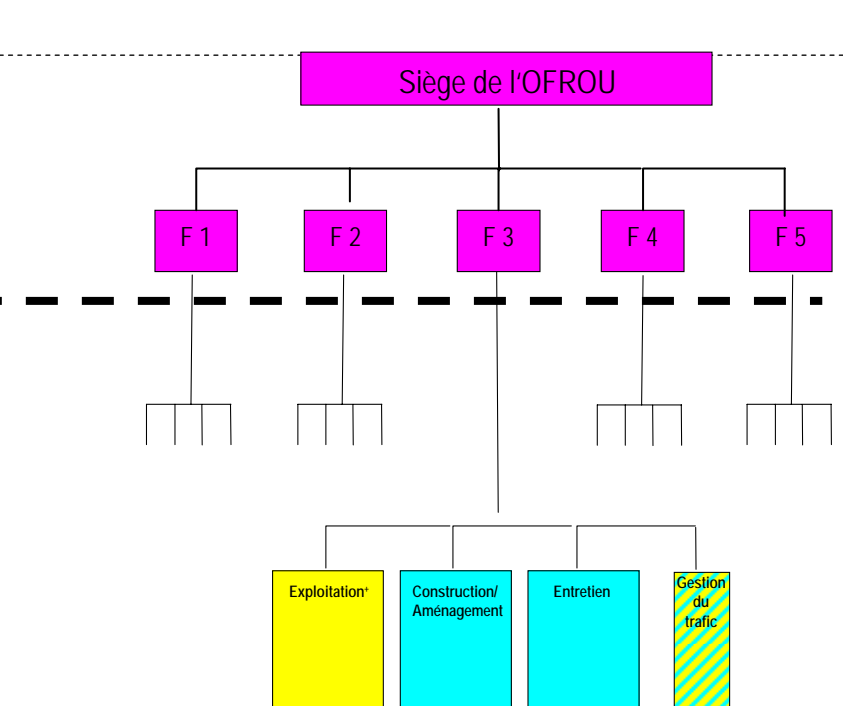 Siège de l'OFROU
F 1
F 2
F 3
F 4
F 5
Exploitation+
Construction/
Aménagement
Entretien
Gestion
du
trafic